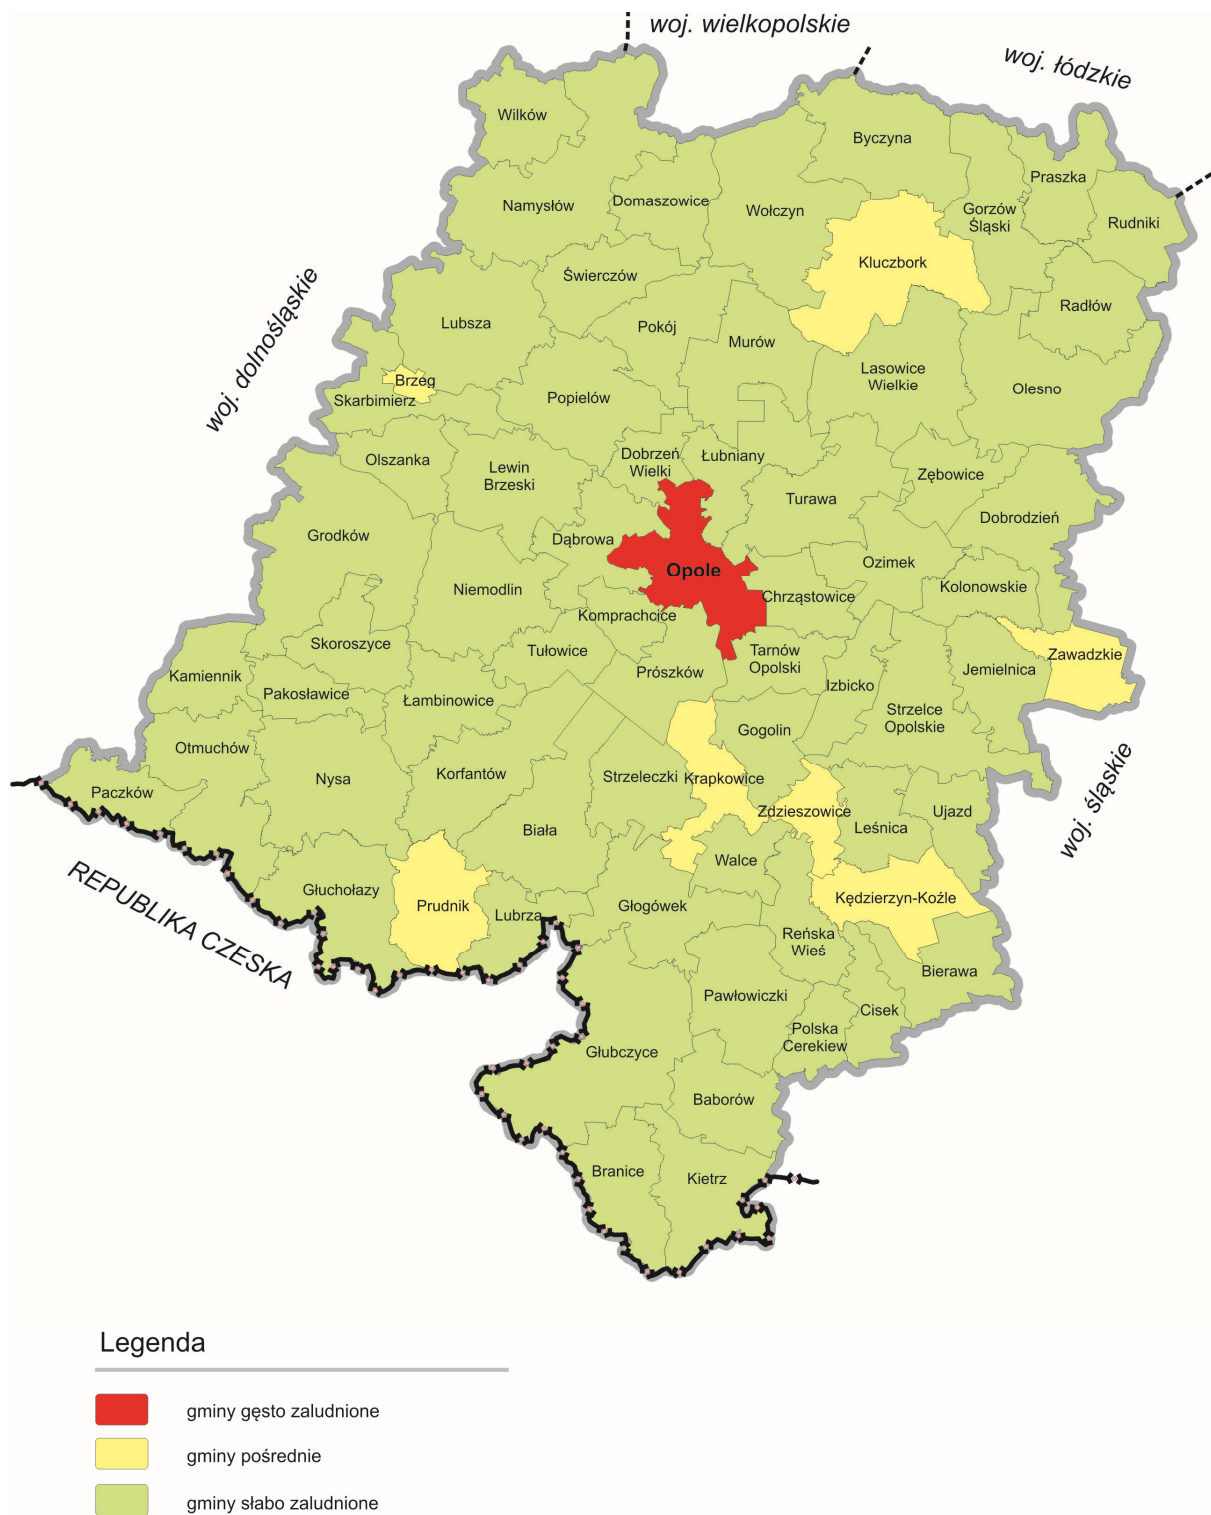 woj. wielkopolskie
woj. łódzkie
Wilków
Byczyna
Praszka
Namysłów
Domaszowice
Wołczyn
Gorzów
Śląski
Rudniki
Kluczbork
Świerczów
Radłów
woj. dolnośląskie
Lubsza
Pokój
Murów
Lasowice
Wielkie
Olesno
Brzeg
Skarbimierz
Popielów
Olszanka
Lewin
Brzeski
Dobrzeń
Wielki
Łubniany
Zębowice
Turawa
Dobrodzień
Grodków
Dąbrowa
Opole
Ozimek
Niemodlin
Chrząstowice
Kolonowskie
Komprachcice
Skoroszyce
Tułowice
Tarnów
Opolski
Zawadzkie
Kamiennik
Prószków
Jemielnica
Pakosławice
Łambinowice
Izbicko
Strzelce
Opolskie
Otmuchów
Gogolin
Nysa
Korfantów
Strzeleczki
Krapkowice
woj. śląskie
Paczków
Zdzieszowice
Ujazd
Biała
Leśnica
Walce
REPUBLIKA CZESKA
Głuchołazy
Prudnik
Lubrza
Głogówek
Kędzierzyn-Koźle
Reńska
Wieś
Bierawa
Pawłowiczki
Cisek
Polska
Cerekiew
Głubczyce
Baborów
Branice
Kietrz
Legenda
gminy gęsto zaludnione
gminy pośrednie
gminy słabo zaludnione